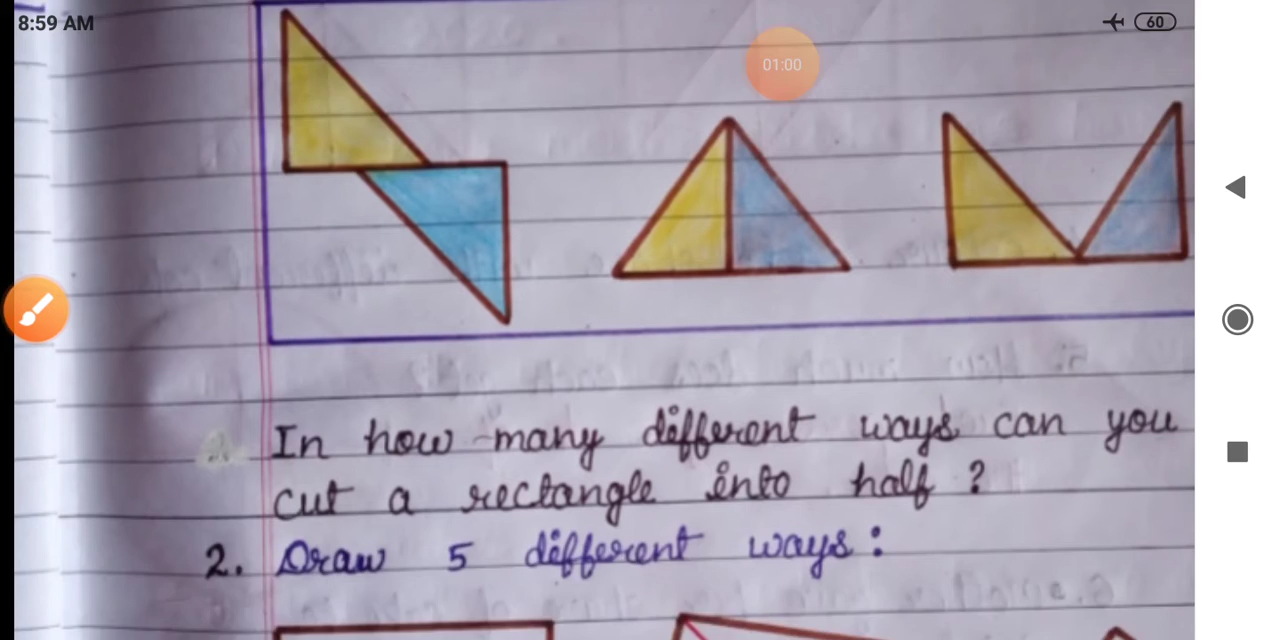 8:59 AM
60
01:00
In how many different ways can you
cut a rectangle into half ?
2. Draw 5 different ways :